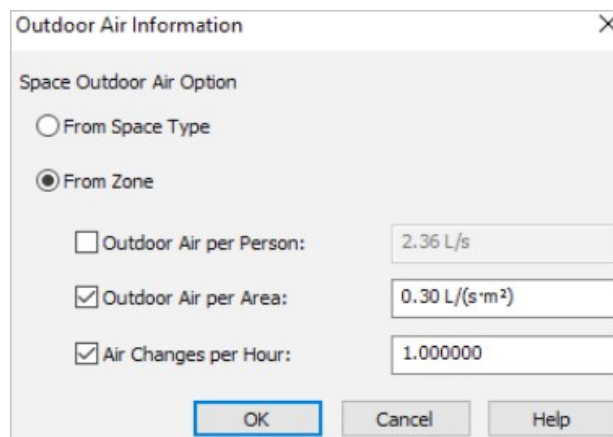 Outdoor Air Information
Space Outdoor Air Option
From Space Type
From Zone
Outdoor Air per Person: 2.36 L/s
Outdoor Air per Area: 0.30 L/(s·m²)
Air Changes per Hour: 1.000000
OK Cancel Help